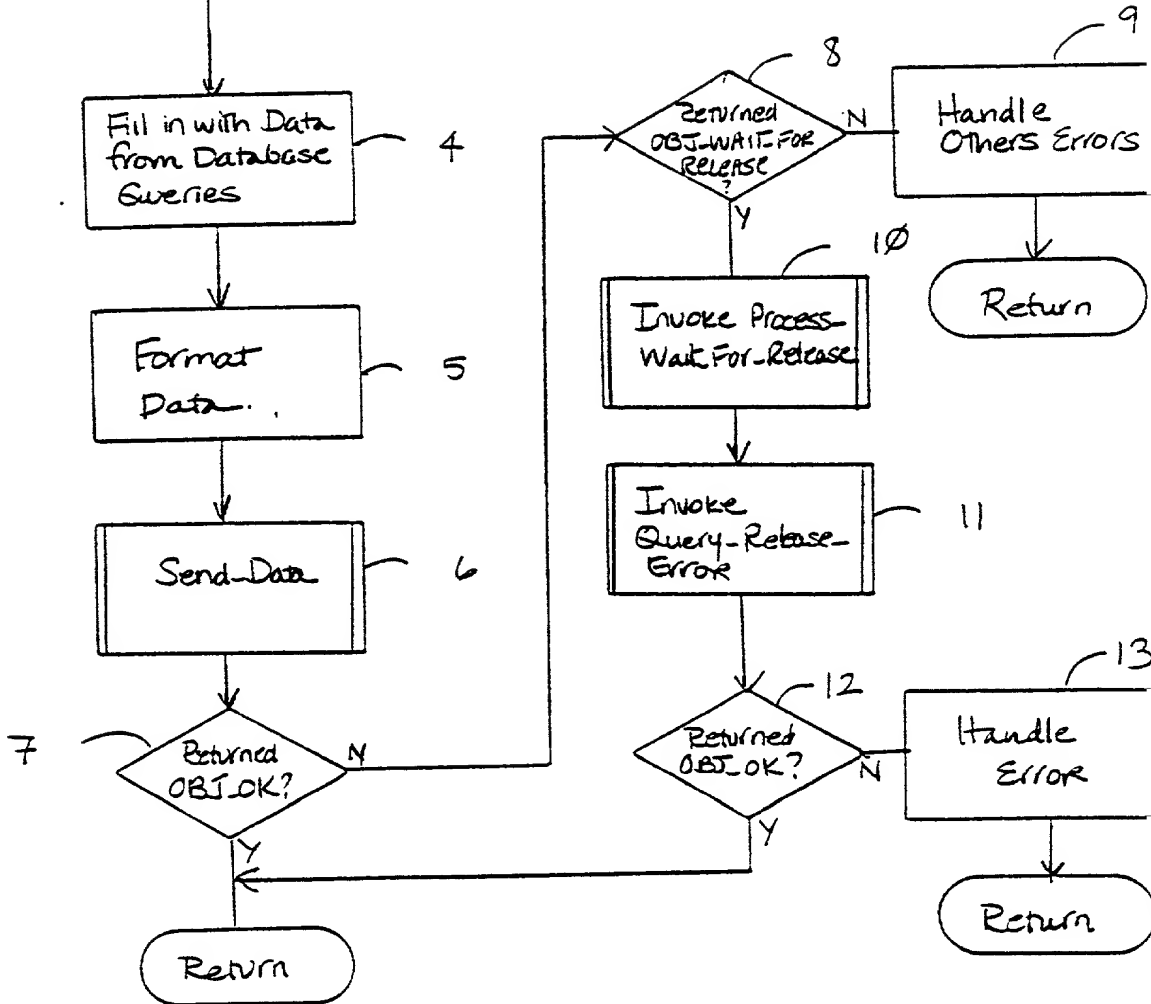 Fill in with Data
from Database
Queries
4
Format
Data.
5
Send_Data
6
7
Returned
OBJ_OK?
N
Y
Return
8
Returned
OBJ_WAIT_FOR
RELEASE
?
N
Y
9
Handle
Others Errors
Return
10
Invoke Process_
Wait_For_Release
Invoke
Query_Release_
Error
11
12
Returned
OBJ_OK?
N
Y
13
Handle
Error
Return